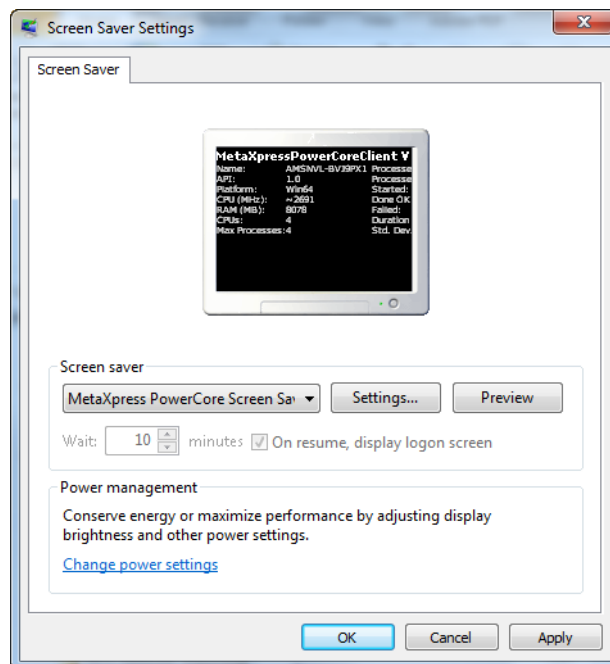 Screen Saver Settings
Screen Saver
MetaXpressPowerCoreClient V
Name: AMSNVL-BVJ9PX1 Processe
API: 1.0 Processe
Platform: Win64 Started:
CPU (MHz): ~2691 Done OK
RAM (MB): 8078 Failed:
CPUs: 4 Duration
Max Processes:4 Std. Dev.
Screen saver
MetaXpress PowerCore Screen Sav
Settings...
Preview
Wait: 10 minutes On resume, display logon screen
Power management
Conserve energy or maximize performance by adjusting display
brightness and other power settings.
Change power settings
OK Cancel Apply